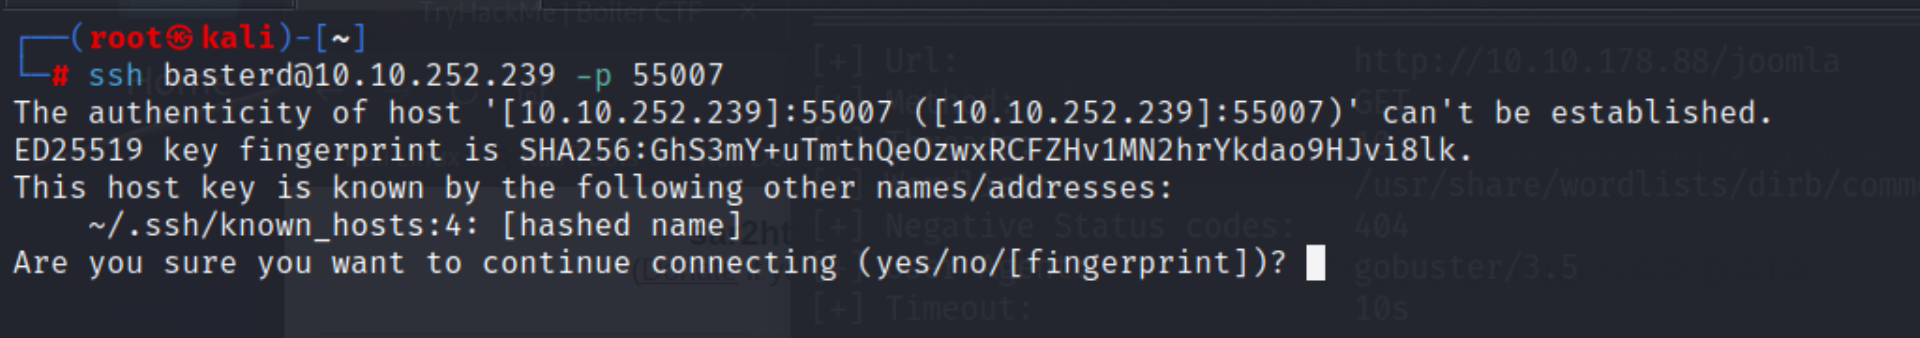 TryHackMe | Boiler CTF ×
┌──(root㉿kali)-[~]
└─# ssh basterd@10.10.252.239 -p 55007
The authenticity of host '[10.10.252.239]:55007 ([10.10.252.239]:55007)' can't be established.
ED25519 key fingerprint is SHA256:GhS3mY+uTmthQeOzwxRCFZHv1MN2hrYkdao9HJvi8lk.
This host key is known by the following other names/addresses:
~/.ssh/known_hosts:4: [hashed name]
Are you sure you want to continue connecting (yes/no/[fingerprint])?
[+] Url: http://10.10.178.88/joomla
[+] Method: GET
/usr/share/wordlists/dirb/comm
[+] Negative Status codes: 404
gobuster/3.5
[+] Timeout: 10s